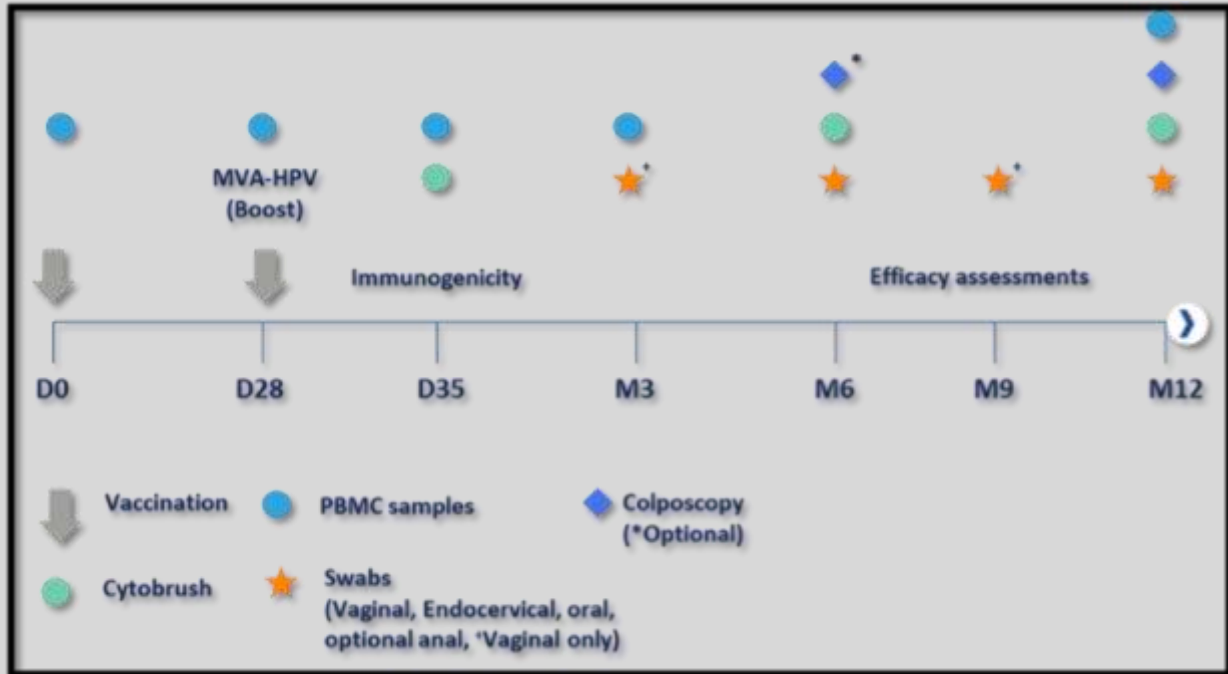 *
MVA-HPV
(Boost)
+
+
Immunogenicity
Efficacy assessments
D0
D28
D35
M3
M6
M9
M12
Vaccination
PBMC samples
Colposcopy
(*Optional)
Cytobrush
Swabs
(Vaginal, Endocervical, oral,
optional anal, ⁺Vaginal only)